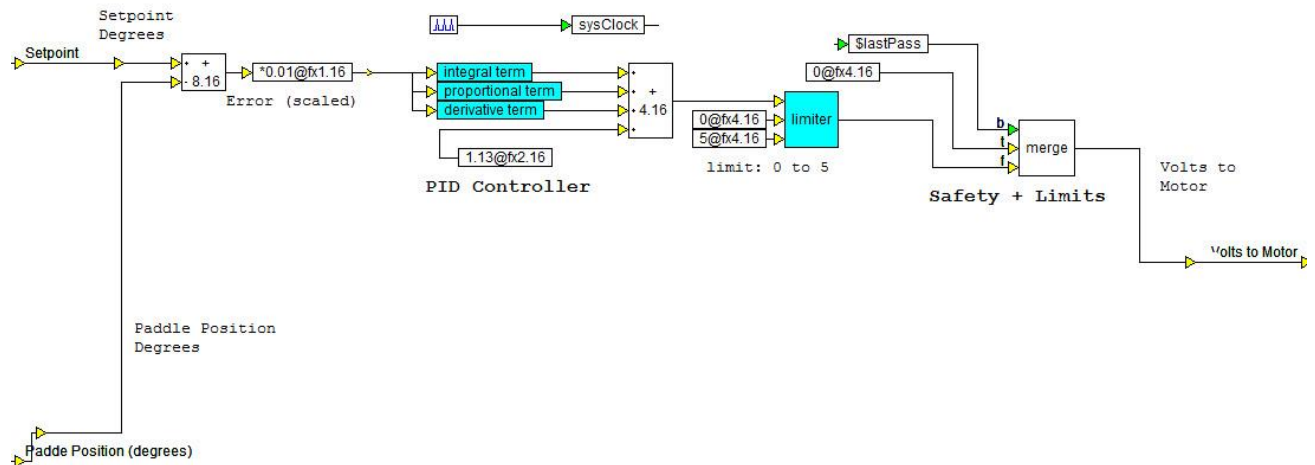 Setpoint
Degrees
sysClock
Setpoint
+
8.16
*0.01@fx1.16
Error (scaled)
integral term
proportional term
derivative term
+
4.16
1.13@fx2.16
PID Controller
0@fx4.16
5@fx4.16
limiter
limit: 0 to 5
$lastPass
0@fx4.16
b
t
f
merge
Safety + Limits
Volts to
Motor
Volts to Motor
Paddle Position
Degrees
Padde Position (degrees)